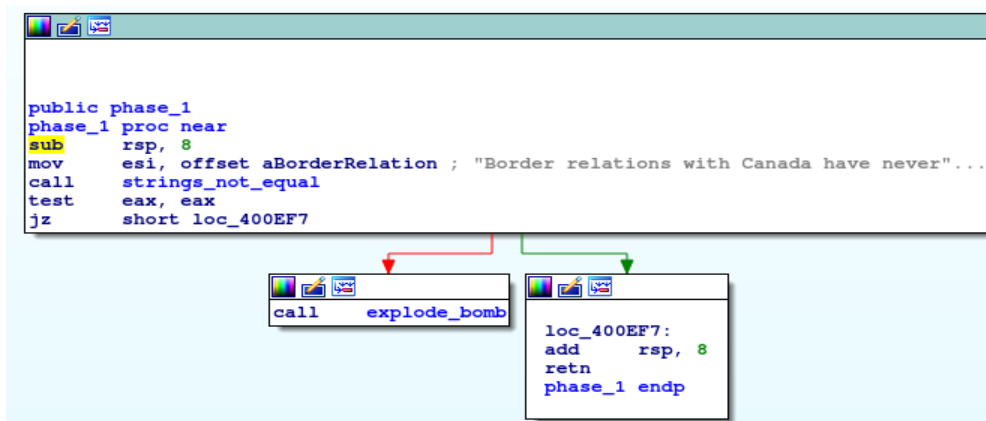 public phase_1
phase_1 proc near
sub rsp, 8
mov esi, offset aBorderRelation ; "Border relations with Canada have never"...
call strings_not_equal
test eax, eax
jz short loc_400EF7
call explode_bomb
loc_400EF7:
add rsp, 8
retn
phase_1 endp